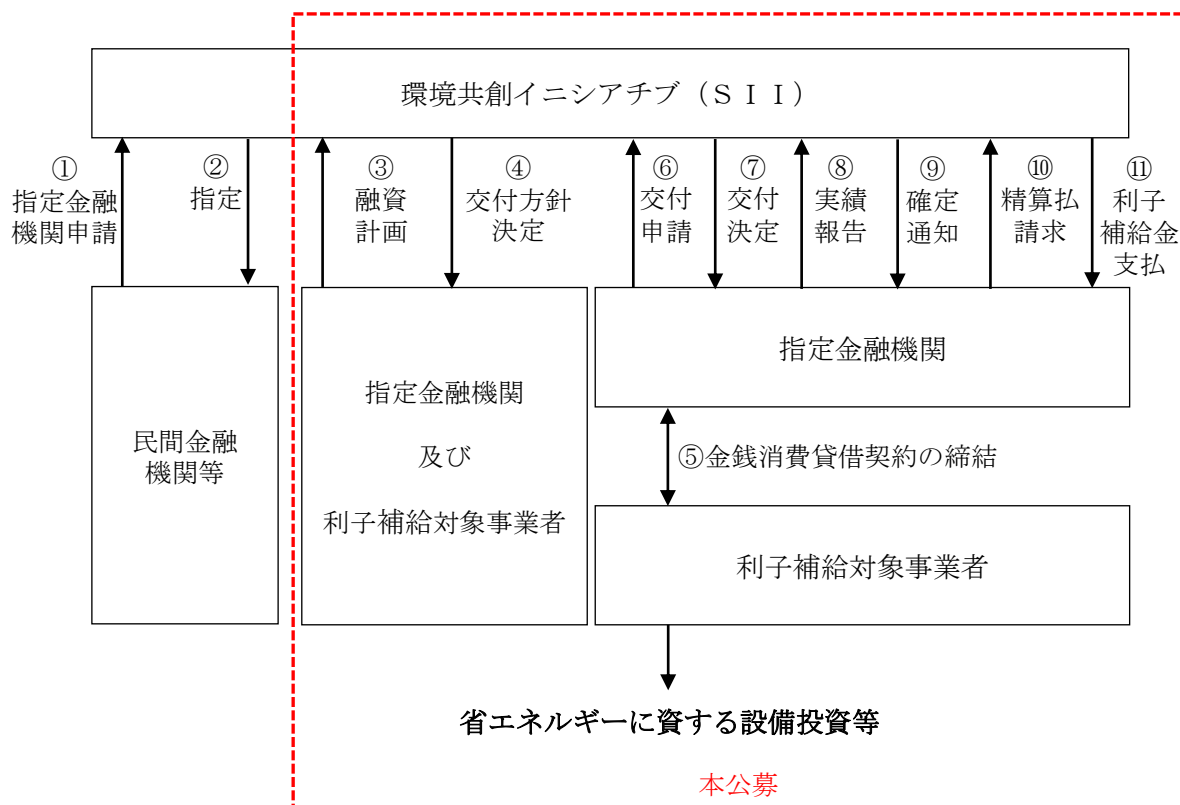 環境共創イニシアチブ（ＳＩＩ）
①
指定金融
機関申請
②
指定
③
融資
計画
④
交付方針
決定
⑥
交付
申請
⑦
交付
決定
⑧
実績
報告
⑨
確定
通知
⑩
精算払
請求
⑪
利子
補給金
支払
民間金融
機関等
指定金融機関
及び
利子補給対象事業者
指定金融機関
⑤金銭消費貸借契約の締結
利子補給対象事業者
省エネルギーに資する設備投資等
本公募